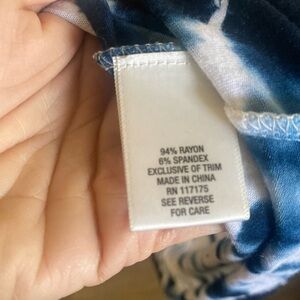 94% RAYON
6% SPANDEX
EXCLUSIVE OF TRIM
MADE IN CHINA
RN 117175
SEE REVERSE
FOR CARE